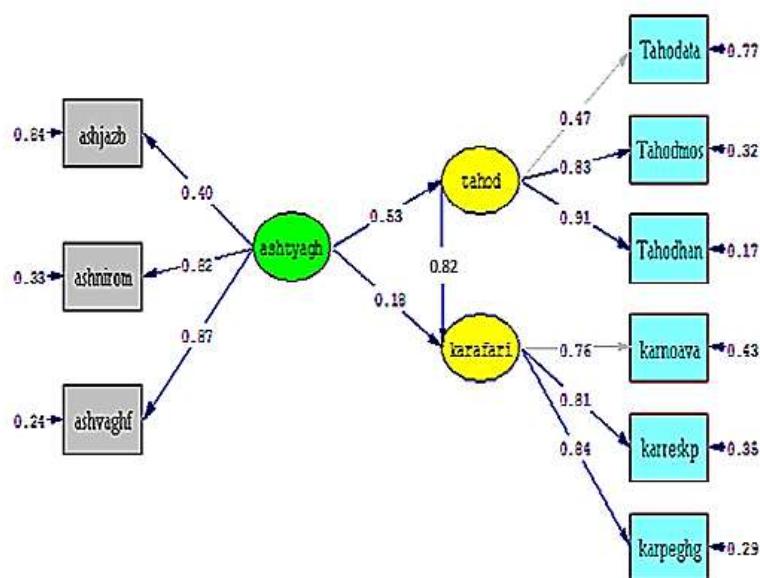 Tahodata
0.77
0.47
0.84
ashjazb
Tahodmos
0.32
0.83
0.40
tahod
0.53
0.91
ashtyagh
Tahodhan
0.17
0.33
ashnirom
0.82
0.82
0.18
0.87
karafari
0.76
karnoava
0.43
0.81
0.24
ashvaghf
karreskp
0.35
0.84
karpeghg
0.29